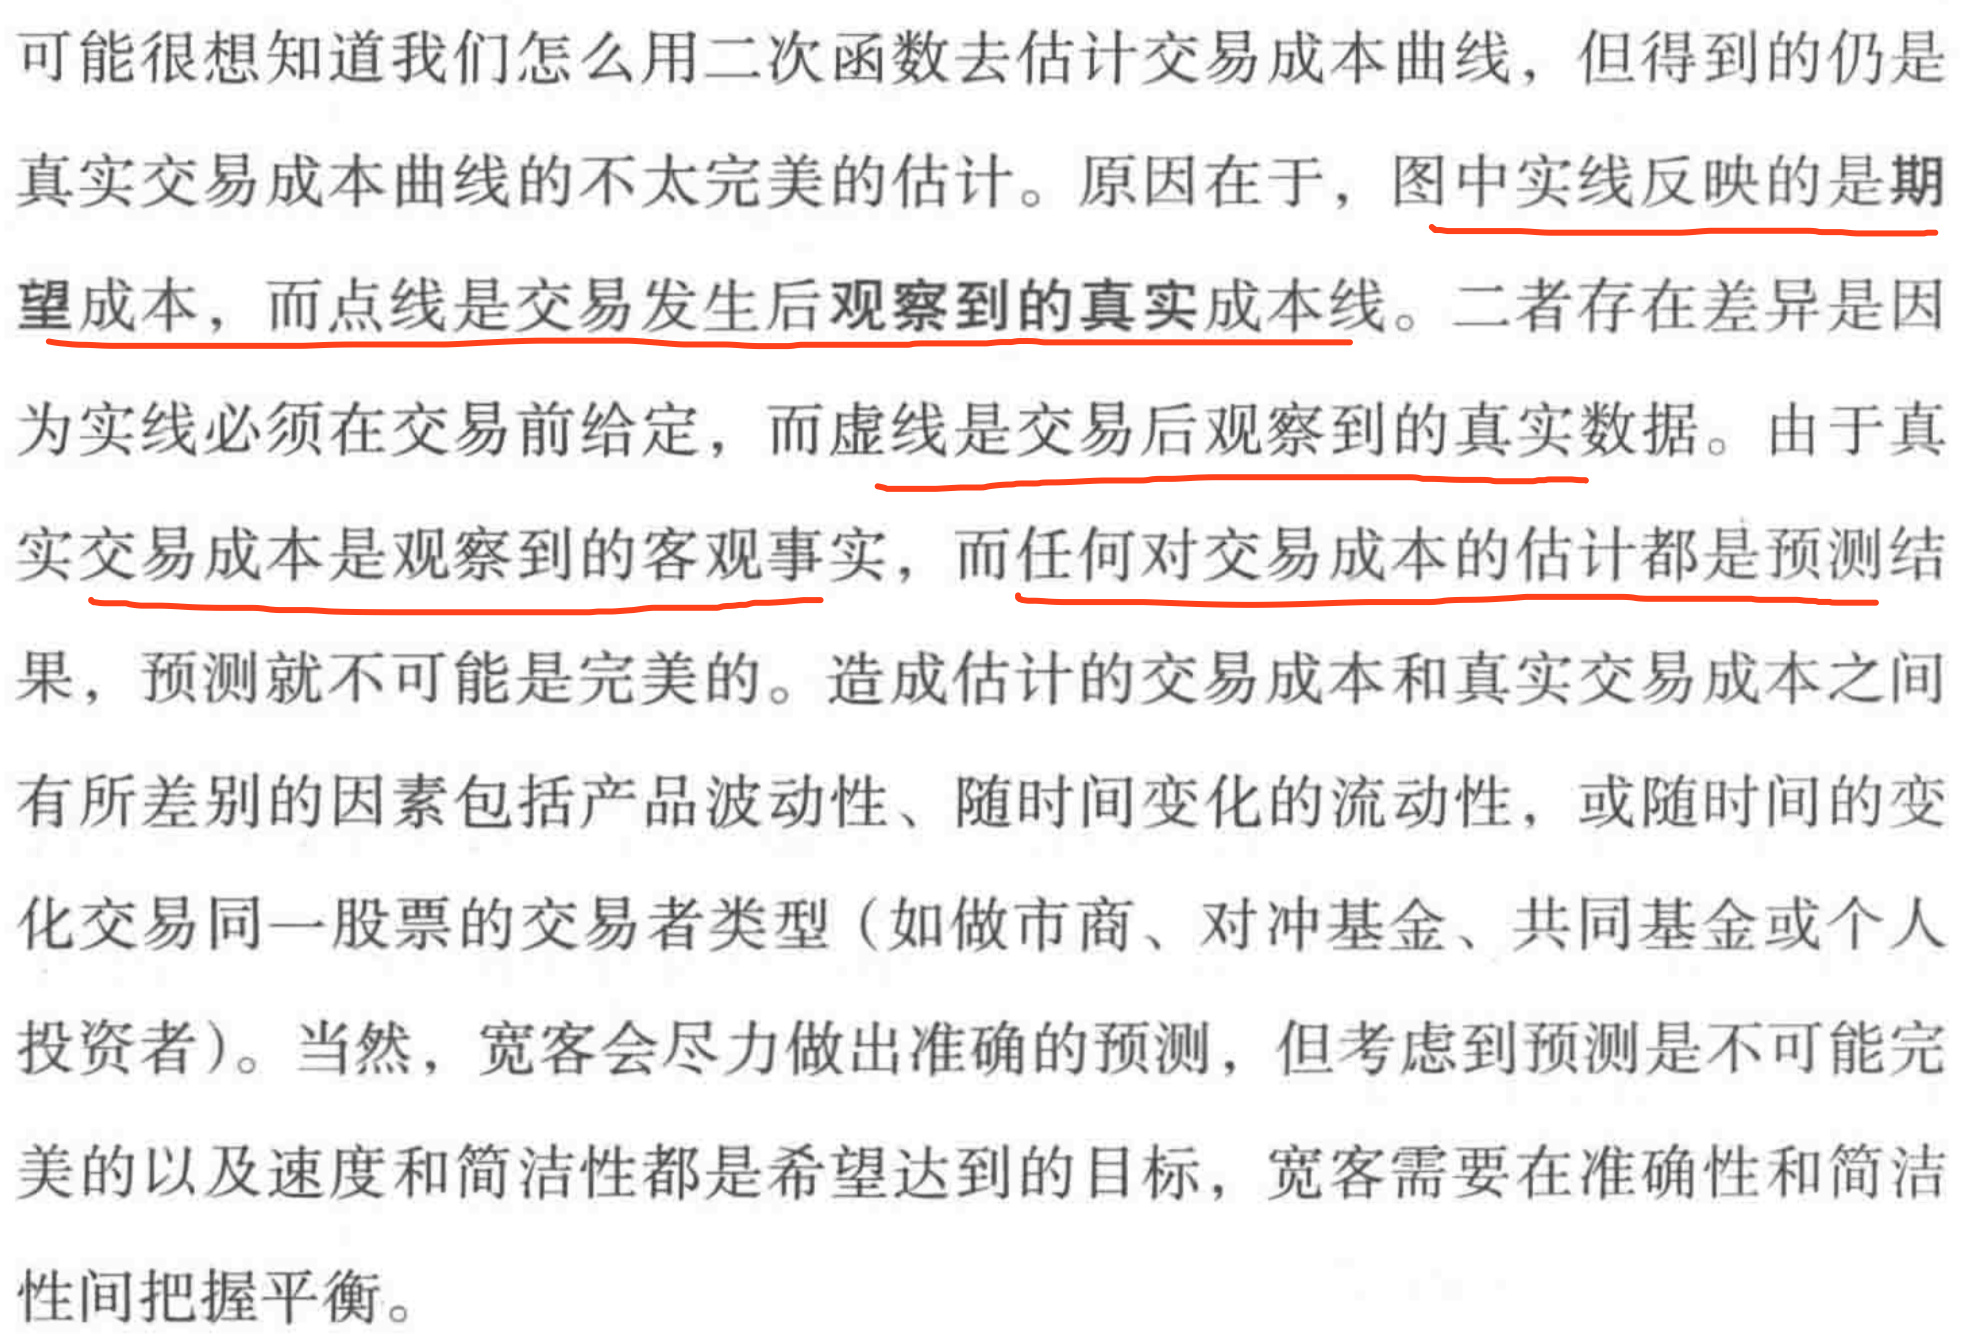 可能很想知道我们怎么用二次函数去估计交易成本曲线，但得到的仍是
真实交易成本曲线的不太完美的估计。原因在于，图中实线反映的是期
望成本，而点线是交易发生后观察到的真实成本线。二者存在差异是因
为实线必须在交易前给定，而虚线是交易后观察到的真实数据。由于真
实交易成本是观察到的客观事实，而任何对交易成本的估计都是预测结
果，预测就不可能是完美的。造成估计的交易成本和真实交易成本之间
有所差别的因素包括产品波动性、随时间变化的流动性，或随时间的变
化交易同一股票的交易者类型（如做市商、对冲基金、共同基金或个人
投资者）。当然，宽客会尽力做出准确的预测，但考虑到预测是不可能完
美的以及速度和简洁性都是希望达到的目标，宽客需要在准确性和简洁
性间把握平衡。